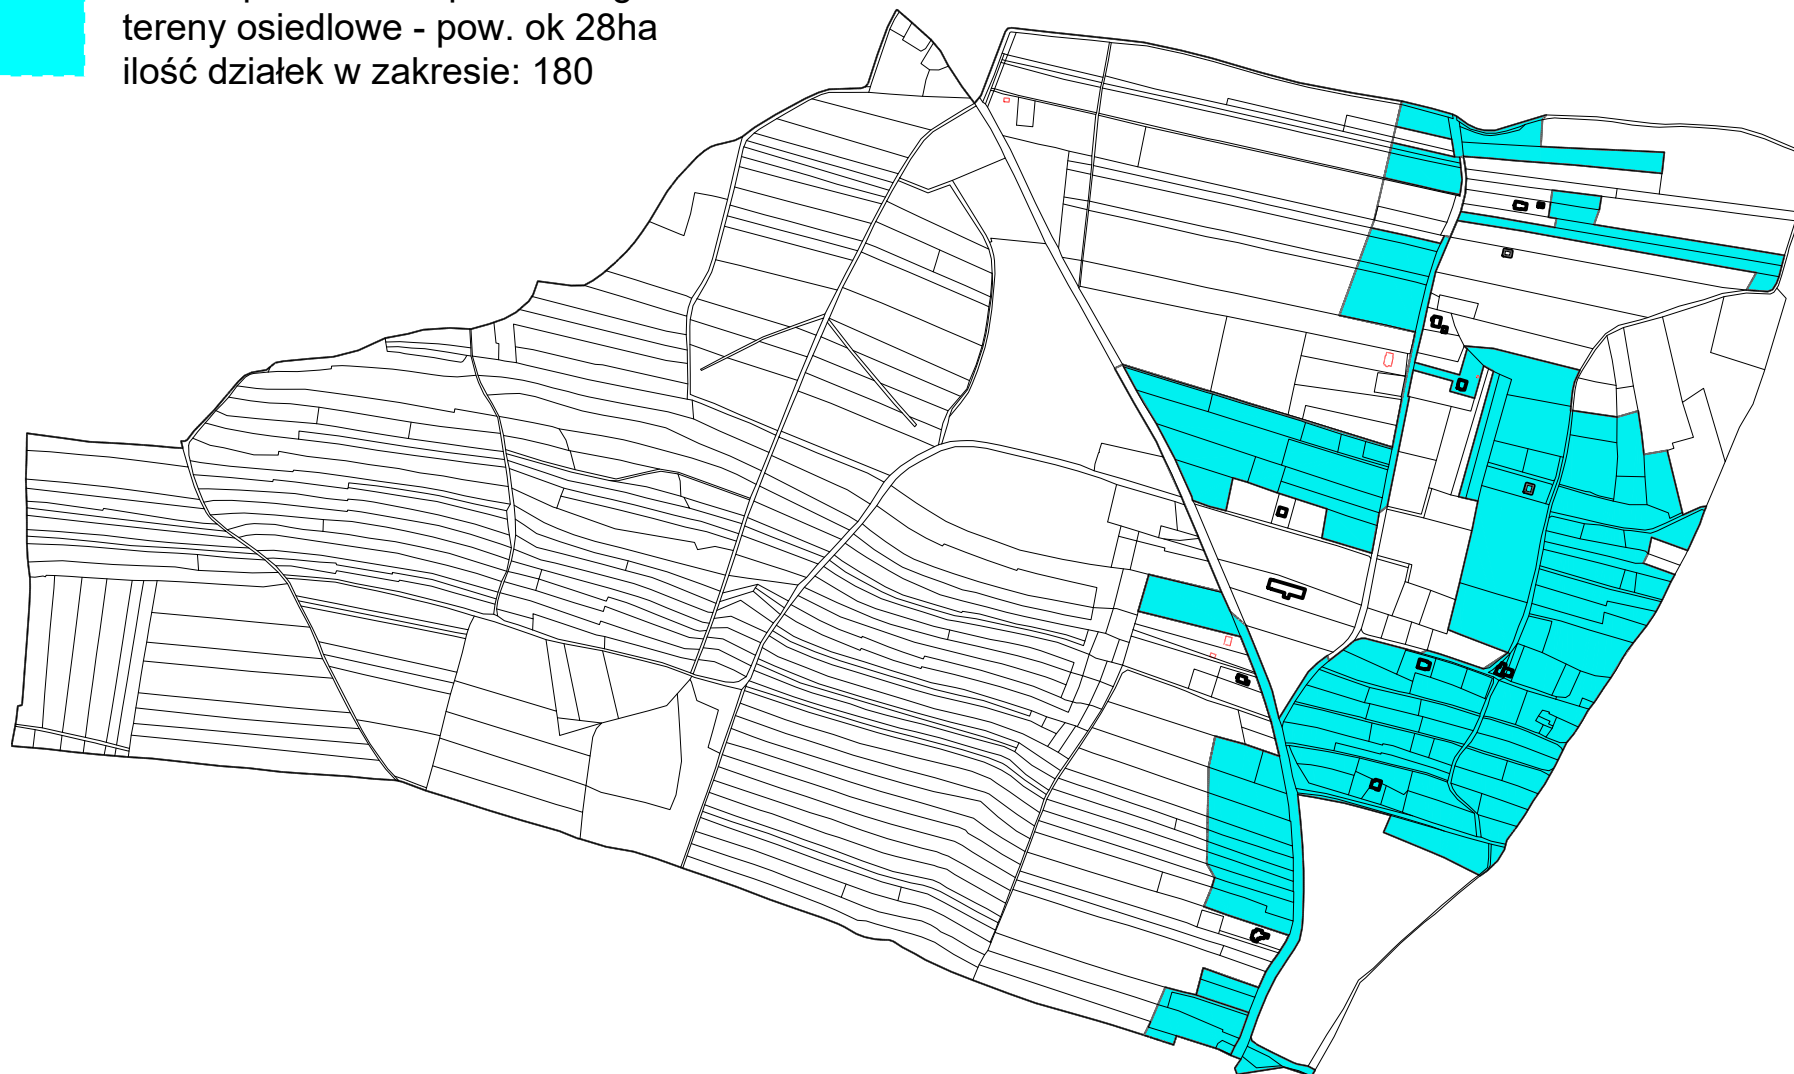 tereny osiedlowe - pow. ok 28ha
ilość działek w zakresie: 180